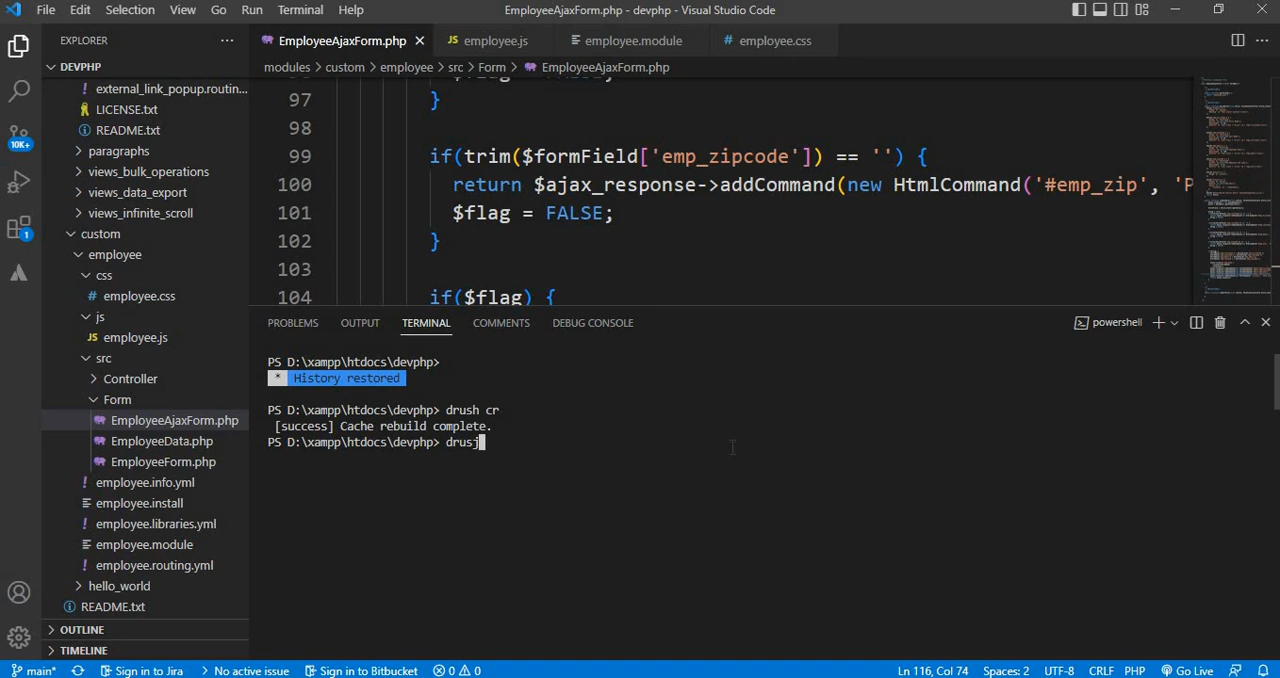 File Edit Selection View Go Run Terminal Help EmployeeAjaxForm.php - devphp - Visual Studio Code
EXPLORER ...
EmployeeAjaxForm.php employee.js employee.module employee.css ...
DEVPHP
modules > custom > employee > src > Form > EmployeeAjaxForm.php
external_link_popup.routin...
LICENSE.txt
README.txt
paragraphs
views_bulk_operations
views_data_export
views_infinite_scroll
custom
employee
css
employee.css
js
employee.js
src
Controller
Form
EmployeeAjaxForm.php
EmployeeData.php
EmployeeForm.php
employee.info.yml
employee.install
employee.libraries.yml
employee.module
employee.routing.yml
hello_world
README.txt
OUTLINE
TIMELINE
10K+
1
97 }
98
99 if(trim($formField['emp_zipcode']) == '') {
100 return $ajax_response->addCommand(new HtmlCommand('#emp_zip', 'P
101 $flag = FALSE;
102 }
103
104 if($flag) {
PROBLEMS OUTPUT TERMINAL COMMENTS DEBUG CONSOLE powershell
PS D:\xampp\htdocs\devphp>
* History restored
PS D:\xampp\htdocs\devphp> drush cr
[success] Cache rebuild complete.
PS D:\xampp\htdocs\devphp> drusj
main* Sign in to Jira No active issue Sign in to Bitbucket 0 0 Ln 116, Col 74 Spaces: 2 UTF-8 CRLF PHP Go Live